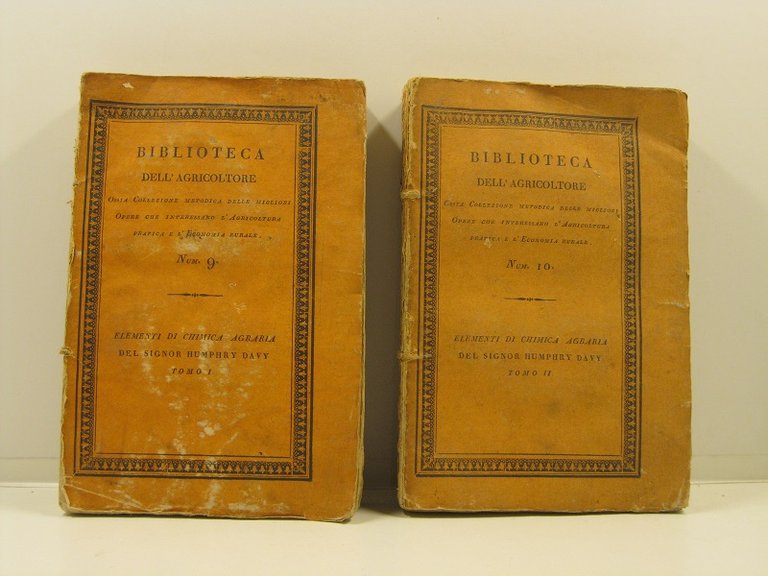 BIBLIOTECA
DELL'AGRICOLTORE
OSSIA COLLEZIONE METODICA DELLE MIGLIORI
OPERE CHE INTERESSANO L'AGRICOLTURA
PRATICA E L'ECONOMIA RURALE.
NUM. 9.
ELEMENTI DI CHIMICA AGRARIA
DEL SIGNOR HUMPHRY DAVY
TOMO I
BIBLIOTECA
DELL'AGRICOLTORE
OSSIA COLLEZIONE METODICA DELLE MIGLIORI
OPERE CHE INTERESSANO L'AGRICOLTURA
PRATICA E L'ECONOMIA RURALE.
NUM. 10.
ELEMENTI DI CHIMICA AGRARIA
DEL SIGNOR HUMPHRY DAVY
TOMO II